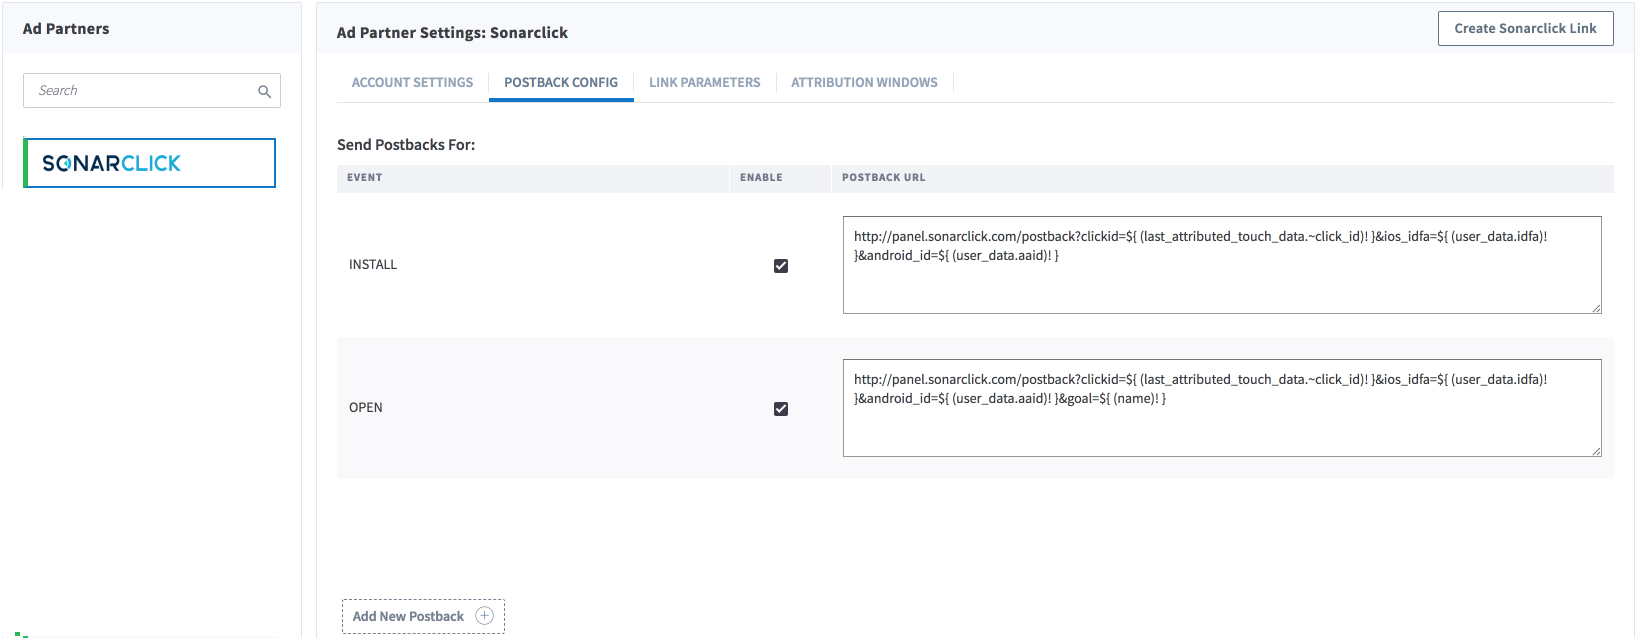 Ad Partners
Search
SONARCLICK
Ad Partner Settings: Sonarclick
Create Sonarclick Link
ACCOUNT SETTINGS
POSTBACK CONFIG
LINK PARAMETERS
ATTRIBUTION WINDOWS
Send Postbacks For:
EVENT
ENABLE
POSTBACK URL
INSTALL
http://panel.sonarclick.com/postback?clickid=${ (last_attributed_touch_data.~click_id)! }&ios_idfa=${ (user_data.idfa)!
}&android_id=${ (user_data.aaid)! }
OPEN
http://panel.sonarclick.com/postback?clickid=${ (last_attributed_touch_data.~click_id)! }&ios_idfa=${ (user_data.idfa)!
}&android_id=${ (user_data.aaid)! }&goal=${ (name)! }
Add New Postback